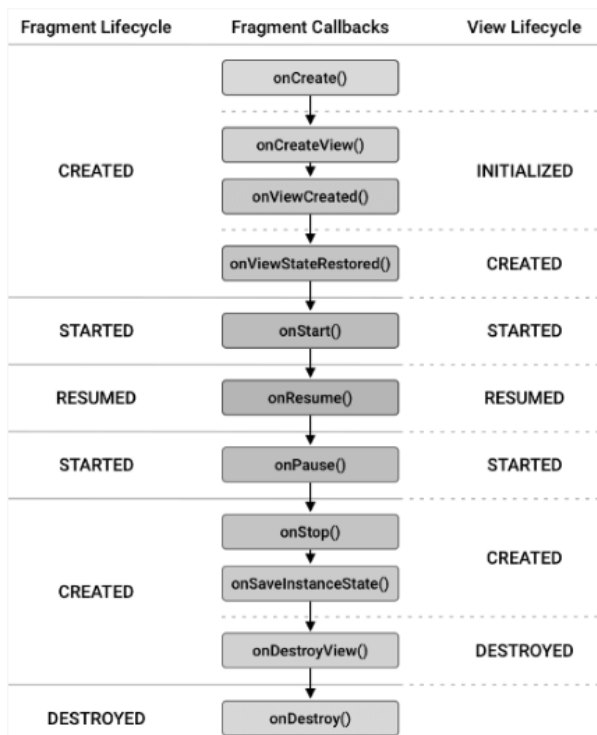 Fragment Lifecycle Fragment Callbacks View Lifecycle
onCreate()
onCreateView()
CREATED INITIALIZED
onViewCreated()
onViewStateRestored() CREATED
STARTED onStart() STARTED
RESUMED onResume() RESUMED
STARTED onPause() STARTED
onStop()
CREATED
onSaveInstanceState()
CREATED
onDestroyView() DESTROYED
DESTROYED onDestroy()